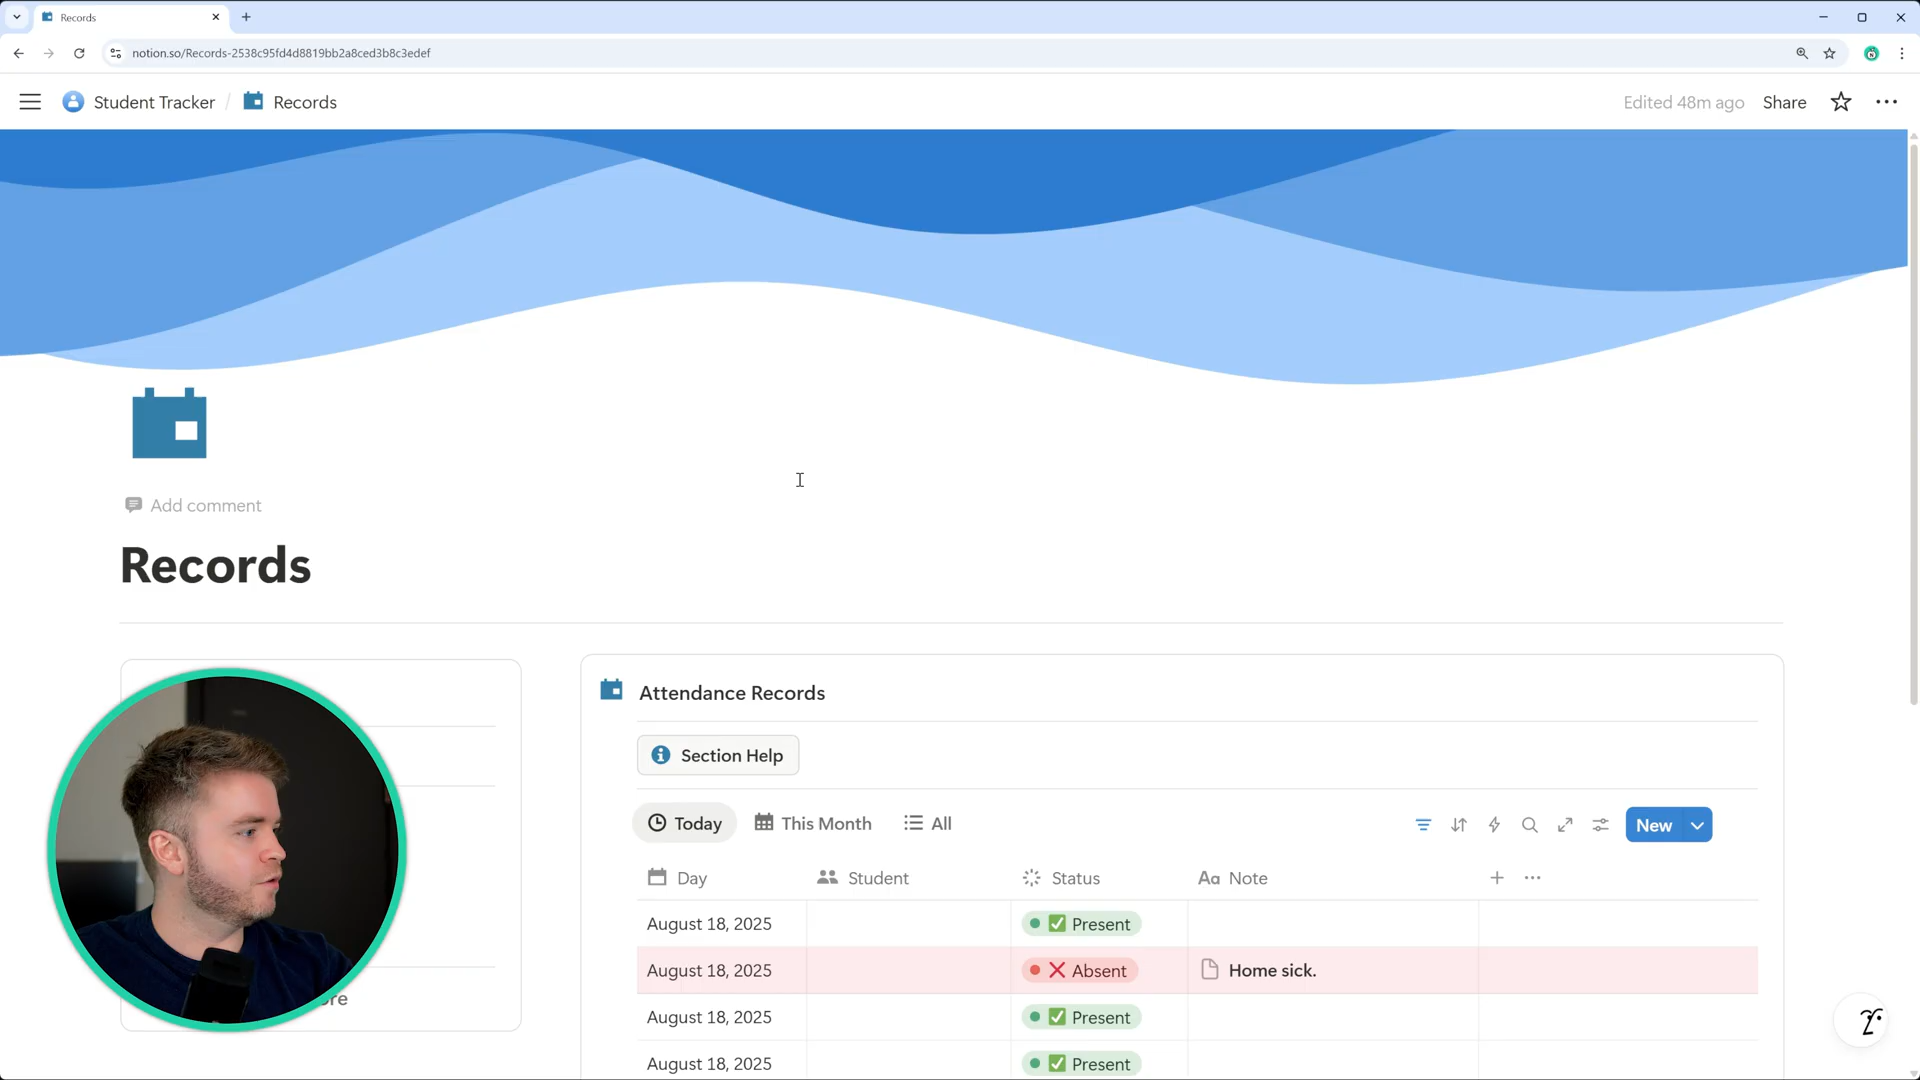 Records
notion.so/Records-2538c95fd4d8819bb2a8ced3b8c3edef
Student Tracker / Records
Edited 48m ago Share
Add comment
Records
Attendance Records
Section Help
Today This Month All
New
Day Student Status Aa Note
August 18, 2025 Present
August 18, 2025 Absent Home sick.
August 18, 2025 Present
August 18, 2025 Present